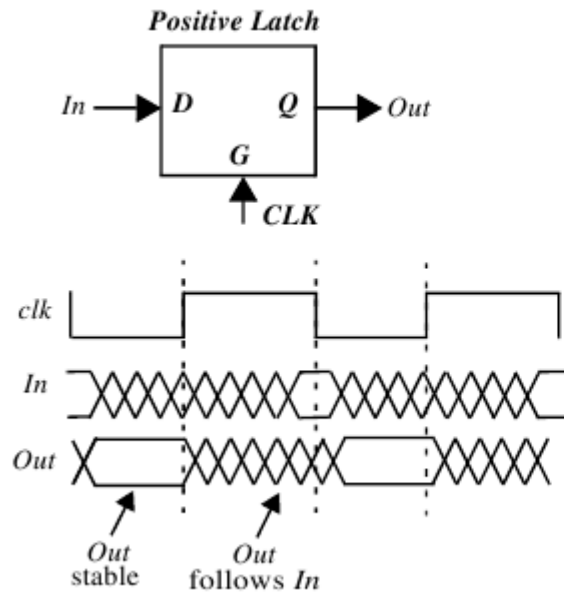 Positive Latch
In D Q Out
G
CLK
clk
In
Out
Out Out
stable follows In